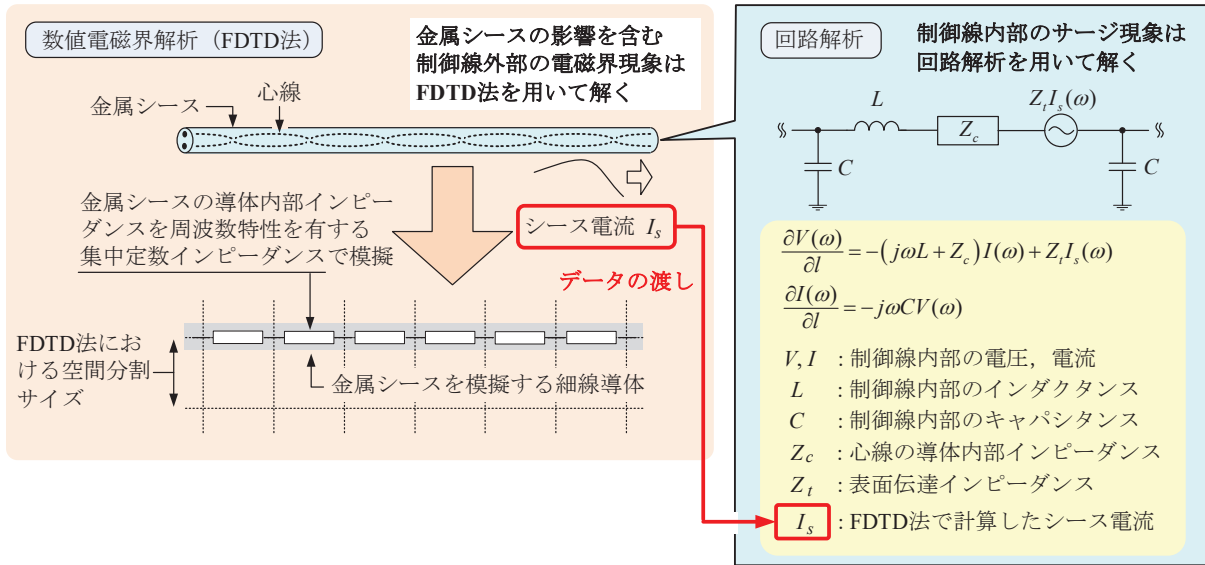 数値電磁界解析（FDTD法）
金属シースの影響を含む
制御線外部の電磁界現象は
FDTD法を用いて解く
金属シース
心線
金属シースの導体内部インピー
ダンスを周波数特性を有する
集中定数インピーダンスで模擬
シース電流 I_s
データの渡し
FDTD法にお
ける空間分割
サイズ
金属シースを模擬する細線導体
回路解析
制御線内部のサージ現象は
回路解析を用いて解く
L
Z_c
Z_t I_s(ω)
C
C
∂V(ω)/∂l = −(jωL + Z_c)I(ω) + Z_t I_s(ω)
∂I(ω)/∂l = −jωCV(ω)
V, I : 制御線内部の電圧，電流
L : 制御線内部のインダクタンス
C : 制御線内部のキャパシタンス
Z_c : 心線の導体内部インピーダンス
Z_t : 表面伝達インピーダンス
I_s : FDTD法で計算したシース電流